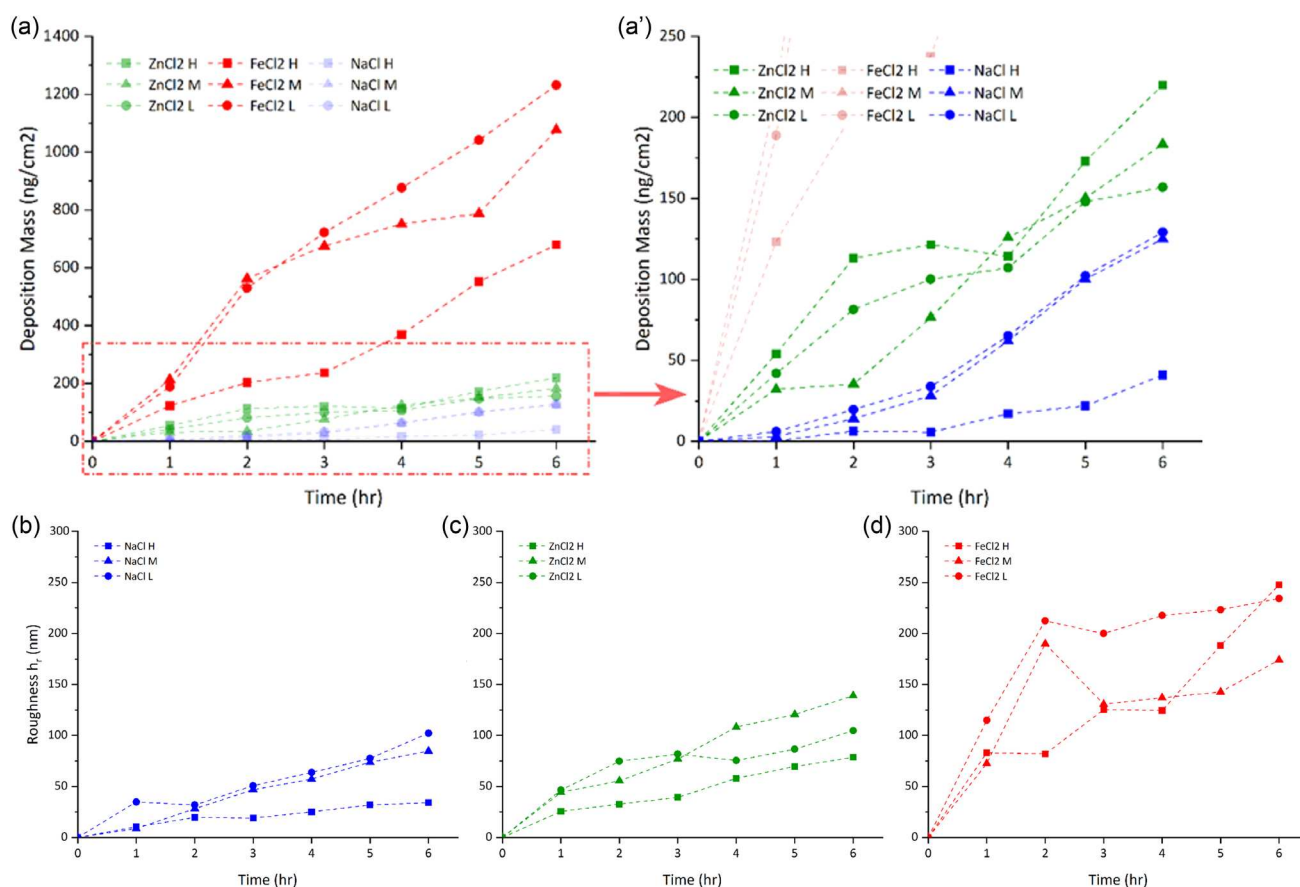 (a)
Deposition Mass (ng/cm2)
1400
1200
1000
800
600
400
200
0
ZnCl2 H FeCl2 H NaCl H
ZnCl2 M FeCl2 M NaCl M
ZnCl2 L FeCl2 L NaCl L
0 1 2 3 4 5 6
Time (hr)
(a')
Deposition Mass (ng/cm2)
250
200
150
100
50
0
ZnCl2 H FeCl2 H NaCl H
ZnCl2 M FeCl2 M NaCl M
ZnCl2 L FeCl2 L NaCl L
0 1 2 3 4 5 6
Time (hr)
(b)
Roughness hr (nm)
300
250
200
150
100
50
0
NaCl H
NaCl M
NaCl L
0 1 2 3 4 5 6
Time (hr)
(c)
300
250
200
150
100
50
0
ZnCl2 H
ZnCl2 M
ZnCl2 L
0 1 2 3 4 5 6
Time (hr)
(d)
300
250
200
150
100
50
0
FeCl2 H
FeCl2 M
FeCl2 L
0 1 2 3 4 5 6
Time (hr)